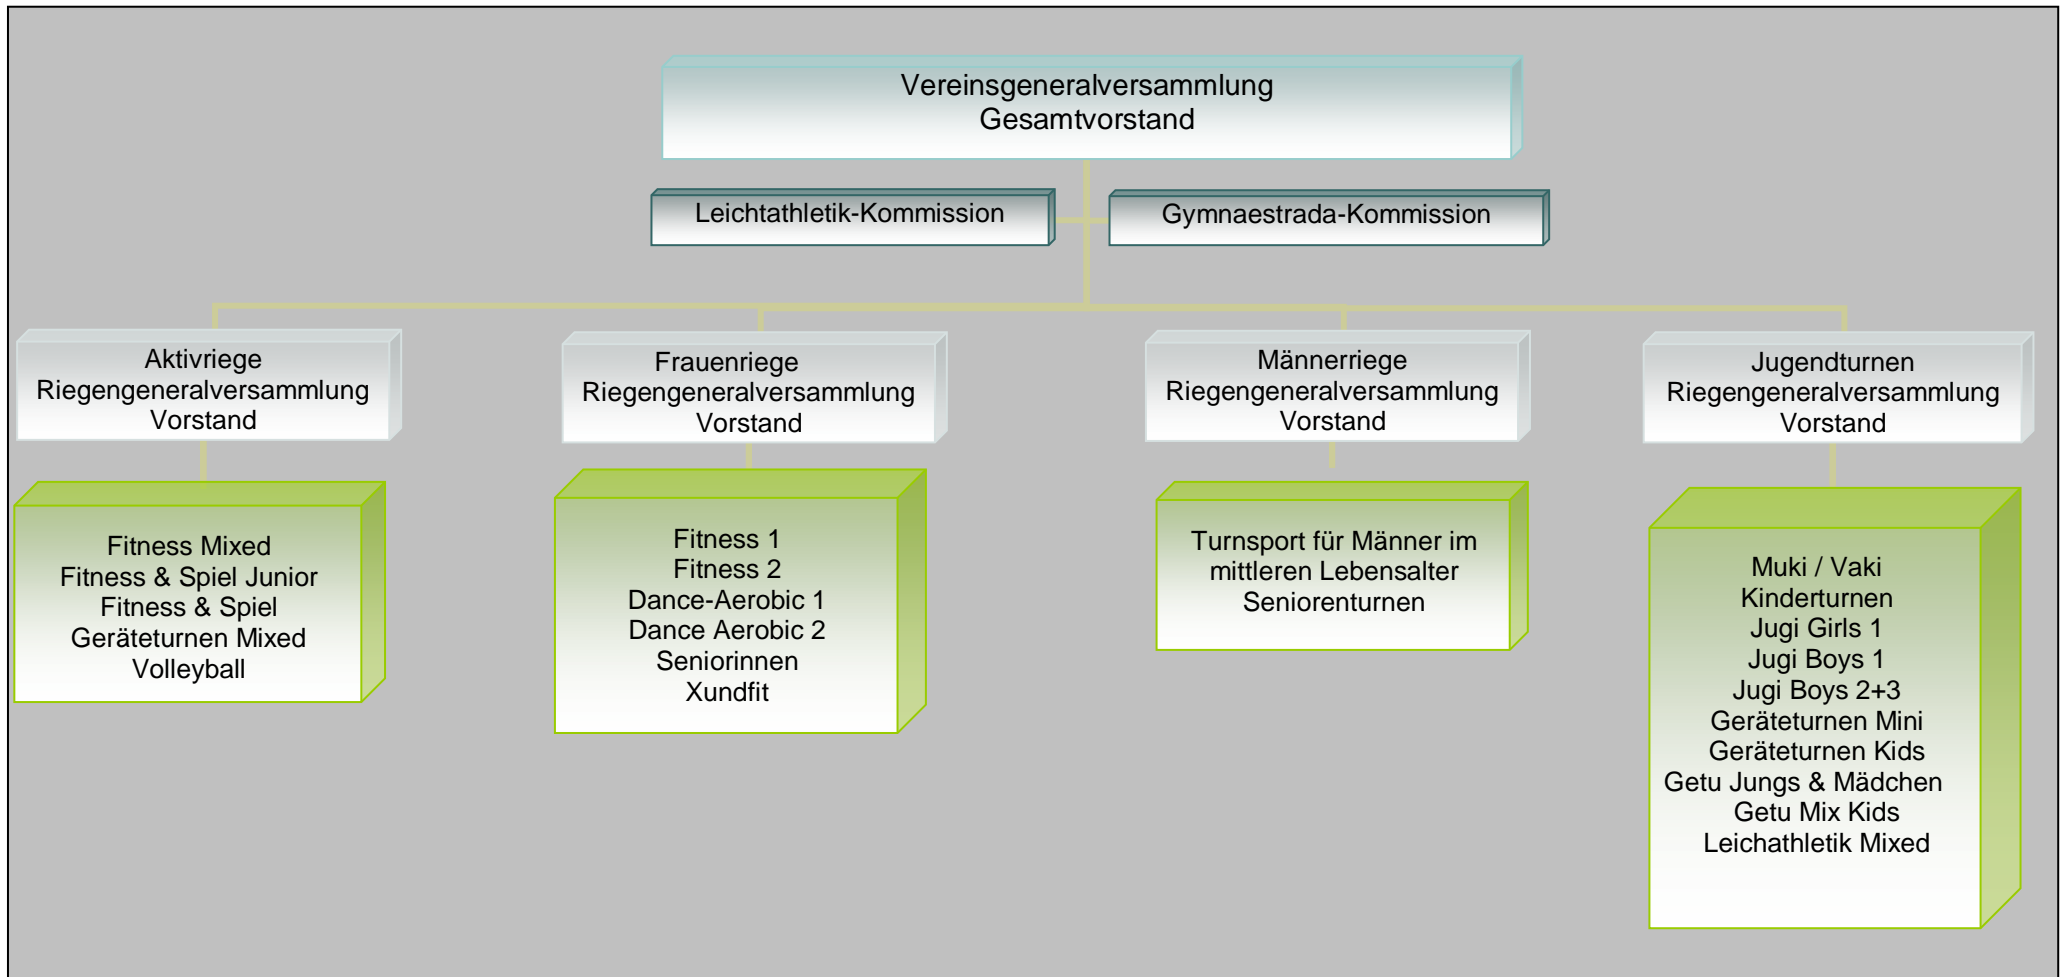 Vereinsgeneralversammlung
Gesamtvorstand
Leichtathletik-Kommission
Gymnaestrada-Kommission
Aktivriege
Riegengeneralversammlung
Vorstand
Frauenriege
Riegengeneralversammlung
Vorstand
Männerriege
Riegengeneralversammlung
Vorstand
Jugendturnen
Riegengeneralversammlung
Vorstand
Fitness Mixed
Fitness & Spiel Junior
Fitness & Spiel
Geräteturnen Mixed
Volleyball
Fitness 1
Fitness 2
Dance-Aerobic 1
Dance Aerobic 2
Seniorinnen
Xundfit
Turnsport für Männer im
mittleren Lebensalter
Seniorenturnen
Muki / Vaki
Kinderturnen
Jugi Girls 1
Jugi Boys 1
Jugi Boys 2+3
Geräteturnen Mini
Geräteturnen Kids
Getu Jungs & Mädchen
Getu Mix Kids
Leichathletik Mixed